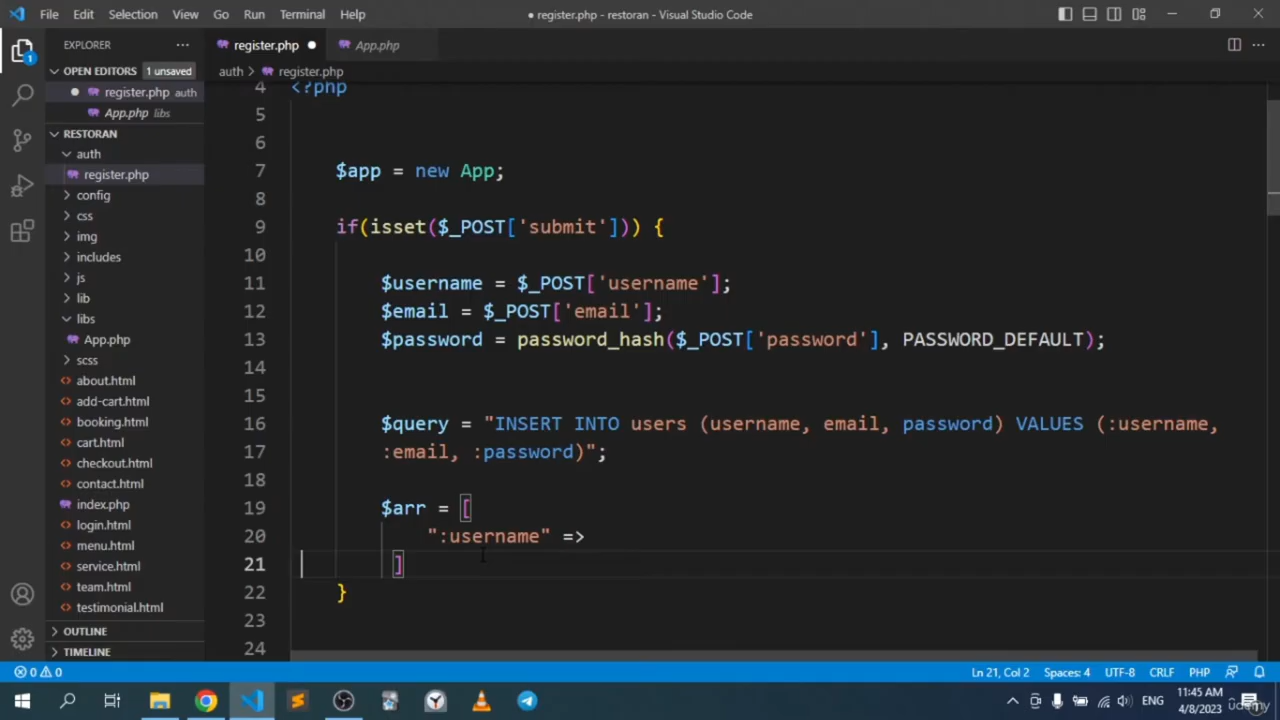 File Edit Selection View Go Run Terminal Help
● register.php - restoran - Visual Studio Code
EXPLORER
register.php
App.php
OPEN EDITORS 1 unsaved
auth > register.php
register.php auth
App.php libs
RESTORAN
auth
register.php
config
css
img
includes
js
lib
libs
App.php
scss
about.html
add-cart.html
booking.html
cart.html
checkout.html
contact.html
index.php
login.html
menu.html
service.html
team.html
testimonial.html
OUTLINE
TIMELINE
4 <?php
5
6
7 $app = new App;
8
9 if(isset($_POST['submit'])) {
10
11 $username = $_POST['username'];
12 $email = $_POST['email'];
13 $password = password_hash($_POST['password'], PASSWORD_DEFAULT);
14
15
16 $query = "INSERT INTO users (username, email, password) VALUES (:username,
17 :email, :password)";
18
19 $arr = [
20 ":username" =>
21 ]
22 }
23
24
0 0
Ln 21, Col 2 Spaces: 4 UTF-8 CRLF PHP
ENG
11:45 AM
4/8/2023
1
udemy